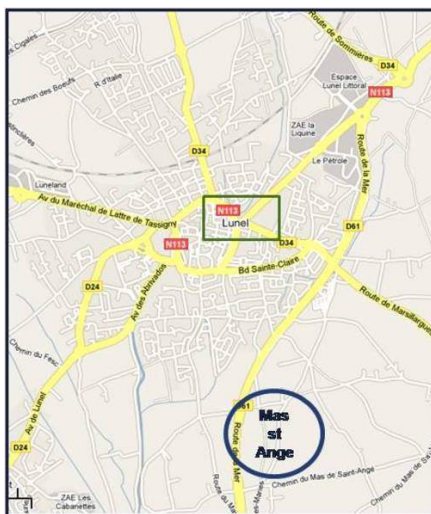 Route de Sommières
D34
es Cigales
Espace
Lunel Littoral
R d'Italie
Chemin des Boeufs
N113
ZAE la
Liquine
D34
Le Pétrole
Route de la Mer
Luneland
Av du Maréchal de Lattre de Tassigny
N113
Lunel
N113
D34
D61
Bd Sainte-Claire
D24
Av des Abrivados
Route de Marsillargues
Chemin du Fesc
Av de Lunel
D61
Mas
st
Ange
D24
Route de la Mer
Chemin du Mas de Saint-Ange
ZAE Les
Cabanettes